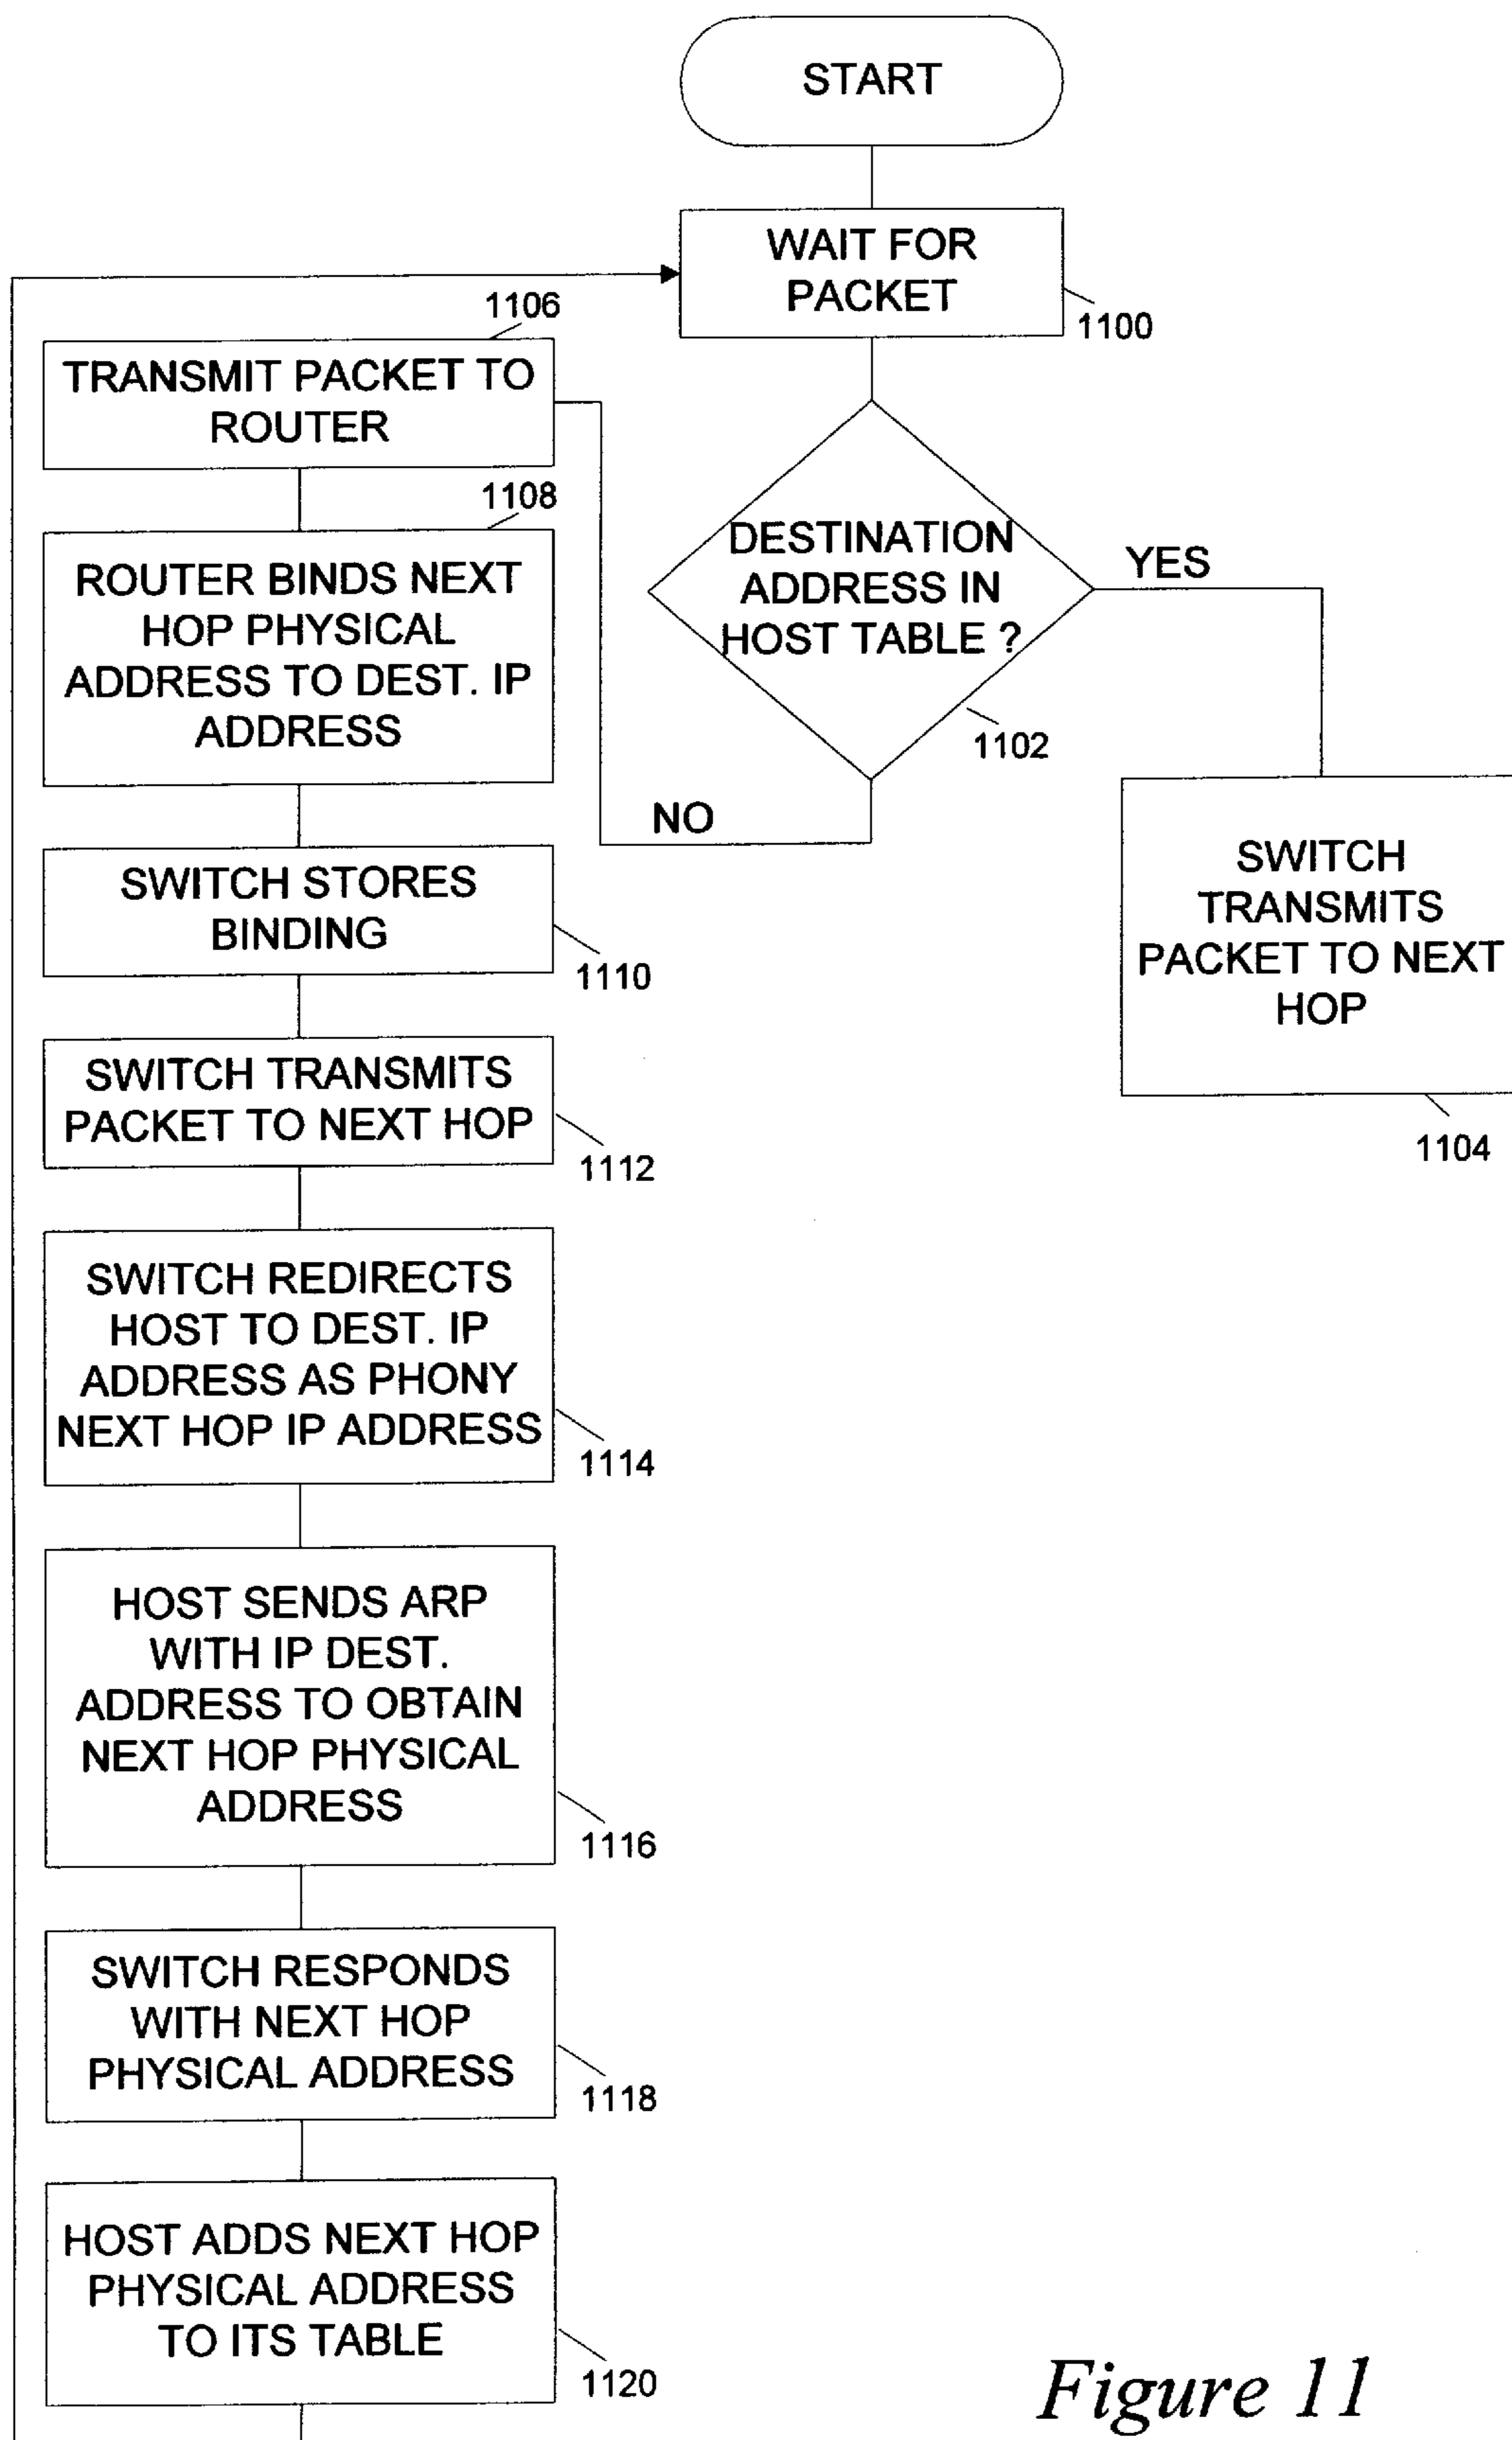 START
WAIT FOR
PACKET
1100
1106
TRANSMIT PACKET TO
ROUTER
1108
ROUTER BINDS NEXT
HOP PHYSICAL
ADDRESS TO DEST. IP
ADDRESS
DESTINATION
ADDRESS IN
HOST TABLE ?
1102
YES
NO
SWITCH
TRANSMITS
PACKET TO NEXT
HOP
1104
SWITCH STORES
BINDING
1110
SWITCH TRANSMITS
PACKET TO NEXT HOP
1112
SWITCH REDIRECTS
HOST TO DEST. IP
ADDRESS AS PHONY
NEXT HOP IP ADDRESS
1114
HOST SENDS ARP
WITH IP DEST.
ADDRESS TO OBTAIN
NEXT HOP PHYSICAL
ADDRESS
1116
SWITCH RESPONDS
WITH NEXT HOP
PHYSICAL ADDRESS
1118
HOST ADDS NEXT HOP
PHYSICAL ADDRESS
TO ITS TABLE
1120
Figure 11